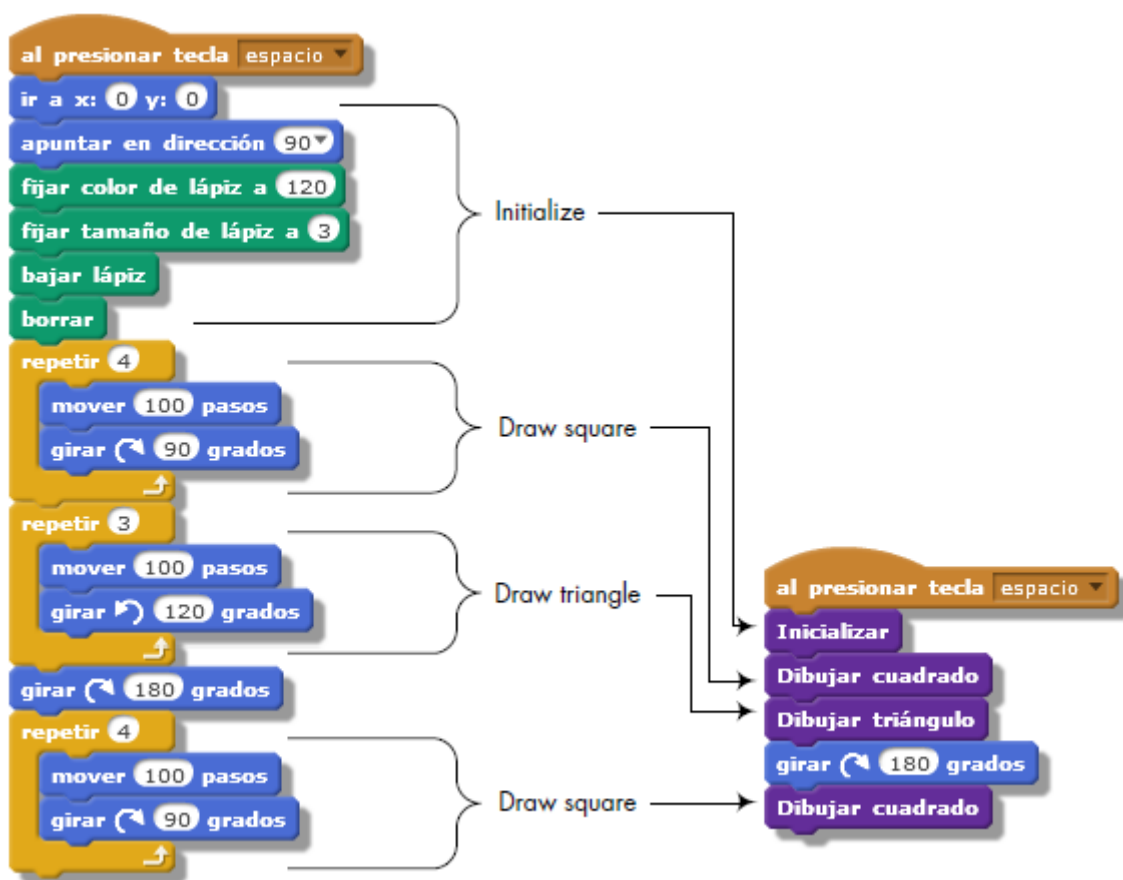 al presionar tecla espacio
ir a x: 0 y: 0
apuntar en dirección 90
fijar color de lápiz a 120
fijar tamaño de lápiz a 3
bajar lápiz
borrar
repetir 4
mover 100 pasos
girar 90 grados
repetir 3
mover 100 pasos
girar 120 grados
girar 180 grados
repetir 4
mover 100 pasos
girar 90 grados
Initialize
Draw square
Draw triangle
Draw square
al presionar tecla espacio
Inicializar
Dibujar cuadrado
Dibujar triángulo
girar 180 grados
Dibujar cuadrado